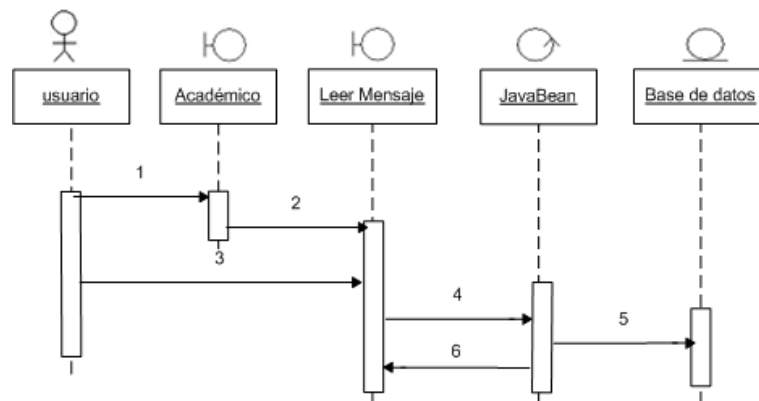 usuario
Académico
Leer Mensaje
JavaBean
Base de datos
1
2
3
4
5
6